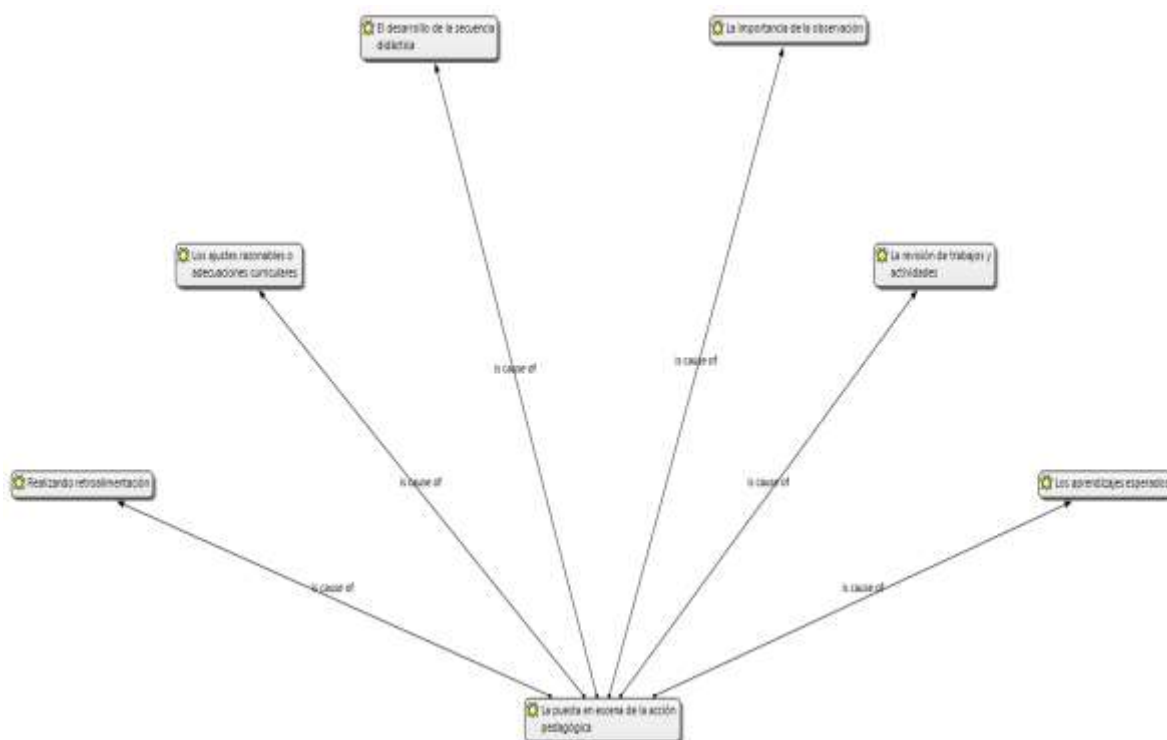 El desarrollo de la secuencia
didáctica
La importancia de la observación
Los ajustes razonables o
adecuaciones curriculares
La revisión de trabajos y
actividades
is cause of
is cause of
Realizando retroalimentación
is cause of
is cause of
Los aprendizajes esperados
is cause of
is cause of
La puesta en escena de la acción
pedagógica